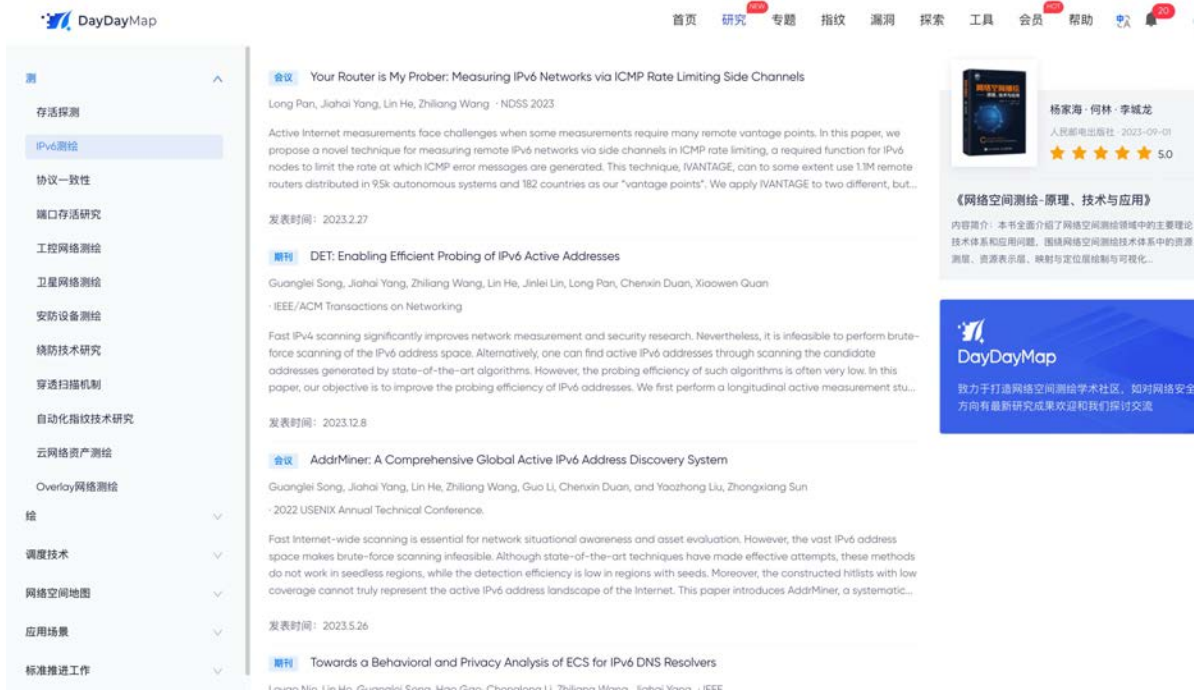 DayDayMap
首页 研究 NEW 专题 指纹 漏洞 探索 工具 会员 HOT 帮助 20
测
存活探测
IPv6测绘
协议一致性
端口存活研究
工控网络测绘
卫星网络测绘
安防设备测绘
绕防技术研究
穿透扫描机制
自动化指纹技术研究
云网络资产测绘
Overlay网络测绘
绘
调度技术
网络空间地图
应用场景
标准推进工作
会议 Your Router is My Prober: Measuring IPv6 Networks via ICMP Rate Limiting Side Channels
Long Pan, Jiahai Yang, Lin He, Zhiliang Wang · NDSS 2023
Active Internet measurements face challenges when some measurements require many remote vantage points. In this paper, we
propose a novel technique for measuring remote IPv6 networks via side channels in ICMP rate limiting, a required function for IPv6
nodes to limit the rate at which ICMP error messages are generated. This technique, IVANTAGE, can to some extent use 1.1M remote
routers distributed in 9.5k autonomous systems and 182 countries as our "vantage points". We apply IVANTAGE to two different, but...
发表时间：2023.2.27
期刊 DET: Enabling Efficient Probing of IPv6 Active Addresses
Guanglei Song, Jiahai Yang, Zhiliang Wang, Lin He, Jinlei Lin, Long Pan, Chenxin Duan, Xiaowen Quan
· IEEE/ACM Transactions on Networking
Fast IPv4 scanning significantly improves network measurement and security research. Nevertheless, it is infeasible to perform brute-
force scanning of the IPv6 address space. Alternatively, one can find active IPv6 addresses through scanning the candidate
addresses generated by state-of-the-art algorithms. However, the probing efficiency of such algorithms is often very low. In this
paper, our objective is to improve the probing efficiency of IPv6 addresses. We first perform a longitudinal active measurement stu...
发表时间：2023.12.8
会议 AddrMiner: A Comprehensive Global Active IPv6 Address Discovery System
Guanglei Song, Jiahai Yang, Lin He, Zhiliang Wang, Guo Li, Chenxin Duan, and Yaozhong Liu, Zhongxiang Sun
· 2022 USENIX Annual Technical Conference.
Fast Internet-wide scanning is essential for network situational awareness and asset evaluation. However, the vast IPv6 address
space makes brute-force scanning infeasible. Although state-of-the-art techniques have made effective attempts, these methods
do not work in seedless regions, while the detection efficiency is low in regions with seeds. Moreover, the constructed hitlists with low
coverage cannot truly represent the active IPv6 address landscape of the Internet. This paper introduces AddrMiner, a systematic...
发表时间：2023.5.26
期刊 Towards a Behavioral and Privacy Analysis of ECS for IPv6 DNS Resolvers
网络空间测绘
杨家海 · 何林 · 李城龙
人民邮电出版社 · 2023-09-01
5.0
《网络空间测绘-原理、技术与应用》
内容简介：本书全面介绍了网络空间测绘领域中的主要理论
技术体系和应用问题，围绕网络空间测绘技术体系中的资源
测层、资源表示层、映射与定位层绘制与可视化...
DayDayMap
致力于打造网络空间测绘学术社区，如对网络安全
方向有最新研究成果欢迎和我们探讨交流